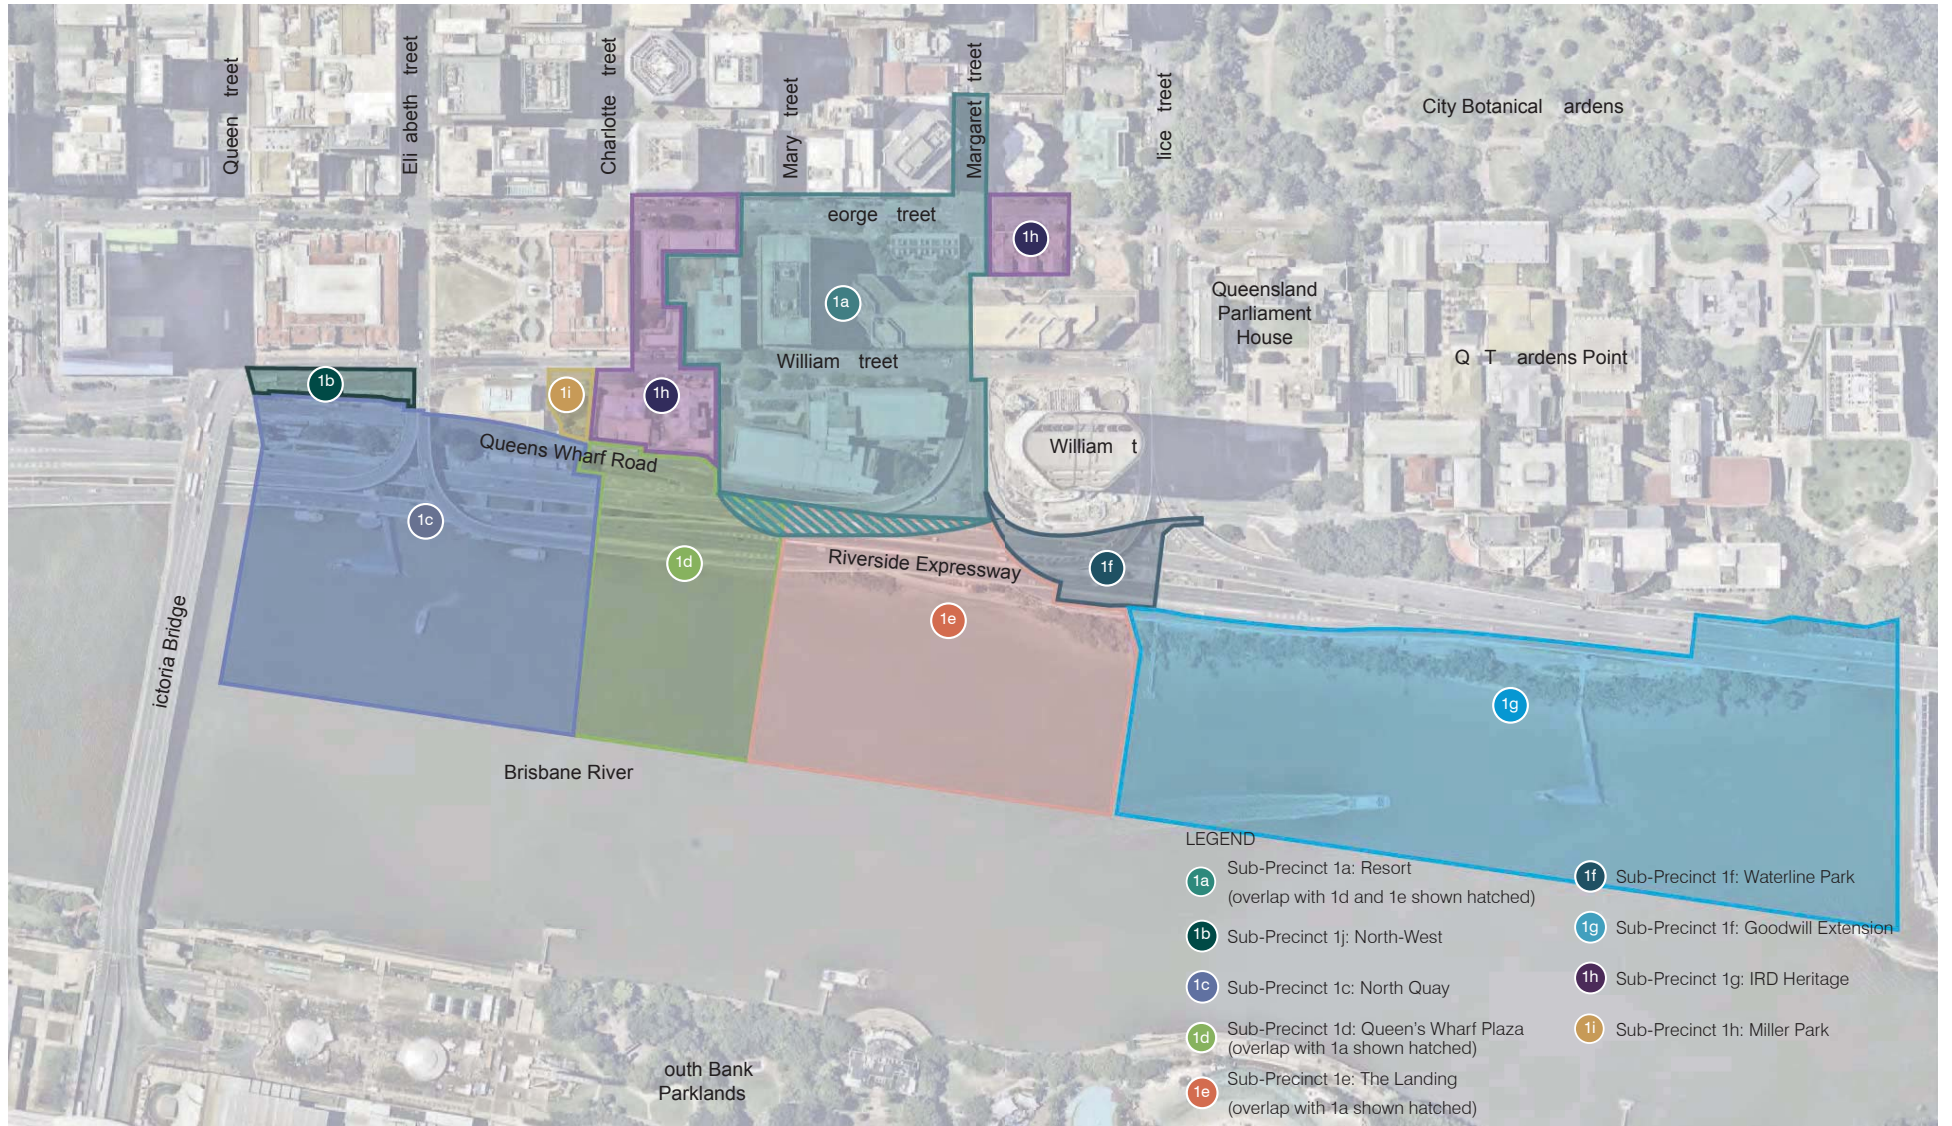 Queen treet
Eli abeth treet
Charlotte treet
Mary treet
Margaret treet
lice treet
City Botanical ardens
eorge treet
1h
Queensland
Parliament
House
1a
William treet
Q T ardens Point
1b
1i
1h
William t
Queens Wharf Road
1c
1d
Riverside Expressway
1f
1e
ictoria Bridge
1g
Brisbane River
outh Bank
Parklands
LEGEND
1a
Sub-Precinct 1a: Resort
(overlap with 1d and 1e shown hatched)
1b
Sub-Precinct 1j: North-West
1c
Sub-Precinct 1c: North Quay
1d
Sub-Precinct 1d: Queen's Wharf Plaza
(overlap with 1a shown hatched)
1e
Sub-Precinct 1e: The Landing
(overlap with 1a shown hatched)
1f
Sub-Precinct 1f: Waterline Park
1g
Sub-Precinct 1f: Goodwill Extension
1h
Sub-Precinct 1g: IRD Heritage
1i
Sub-Precinct 1h: Miller Park